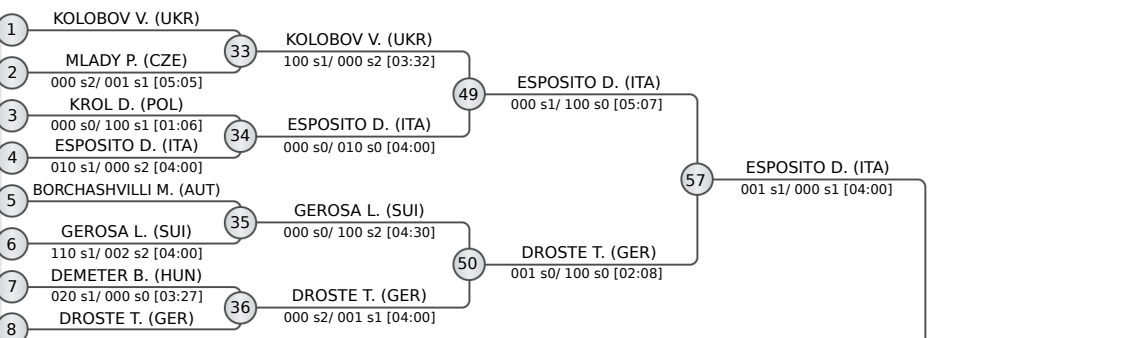 1
KOLOBOV V. (UKR)
33
KOLOBOV V. (UKR)
100 s1/ 000 s2 [03:32]
2
MLADY P. (CZE)
000 s2/ 001 s1 [05:05]
49
ESPOSITO D. (ITA)
000 s1/ 100 s0 [05:07]
3
KROL D. (POL)
000 s0/ 100 s1 [01:06]
34
ESPOSITO D. (ITA)
000 s0/ 010 s0 [04:00]
4
ESPOSITO D. (ITA)
010 s1/ 000 s2 [04:00]
57
ESPOSITO D. (ITA)
001 s1/ 000 s1 [04:00]
5
BORCHASHVILLI M. (AUT)
35
GEROSA L. (SUI)
000 s0/ 100 s2 [04:30]
6
GEROSA L. (SUI)
110 s1/ 002 s2 [04:00]
50
DROSTE T. (GER)
001 s0/ 100 s0 [02:08]
7
DEMETER B. (HUN)
020 s1/ 000 s0 [03:27]
36
DROSTE T. (GER)
000 s2/ 001 s1 [04:00]
8
DROSTE T. (GER)